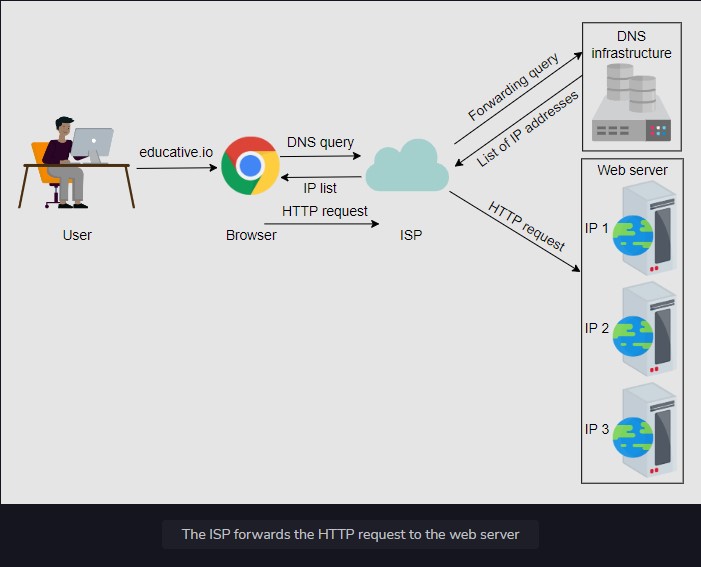 DNS
infrastructure
Forwarding query
List of IP addresses
educative.io
DNS query
IP list
HTTP request
User
Browser
ISP
HTTP request
Web server
IP 1
IP 2
IP 3
The ISP forwards the HTTP request to the web server